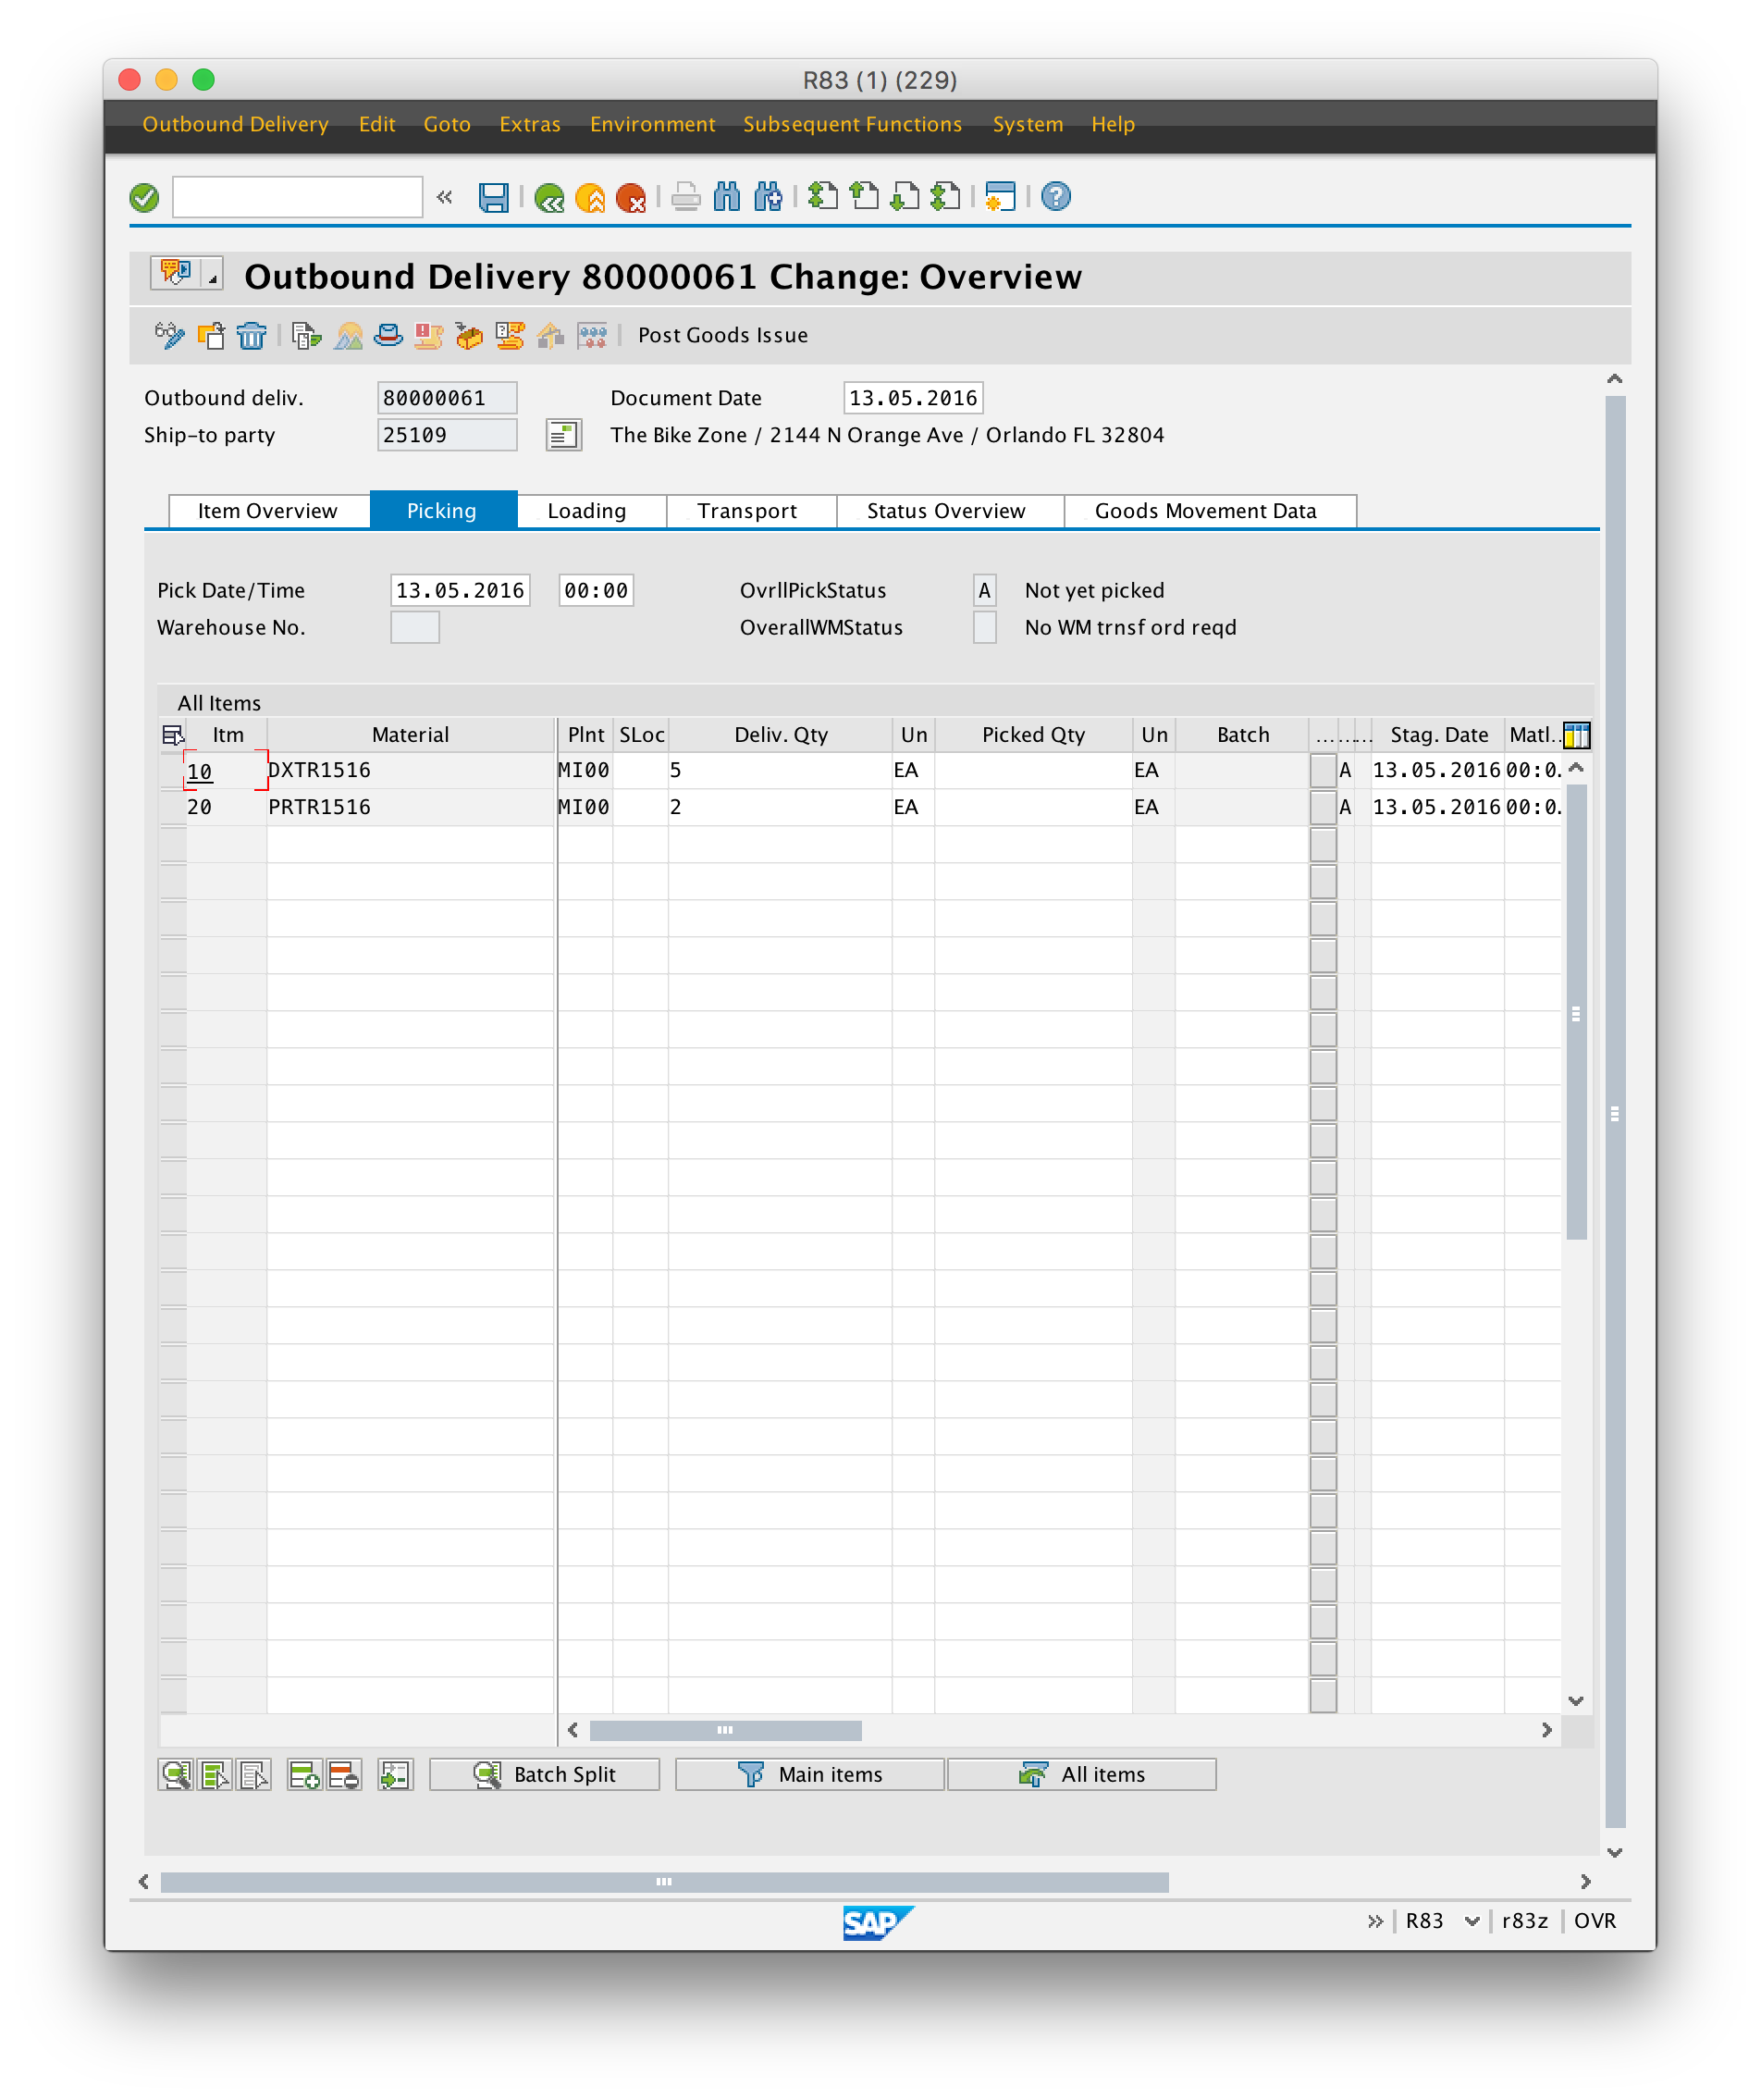 R83 (1) (229)
Outbound Delivery Edit Goto Extras Environment Subsequent Functions System Help
Outbound Delivery 80000061 Change: Overview
Post Goods Issue
Outbound deliv. 80000061 Document Date 13.05.2016
Ship-to party 25109 The Bike Zone / 2144 N Orange Ave / Orlando FL 32804
Item Overview Picking Loading Transport Status Overview Goods Movement Data
Pick Date/Time 13.05.2016 00:00 OvrllPickStatus A Not yet picked
Warehouse No. OverallWMStatus No WM trnsf ord reqd
All Items
Itm Material Plnt SLoc Deliv. Qty Un Picked Qty Un Batch ... ... ... Stag. Date Matl..
10 DXTR1516 MI00 5 EA EA A 13.05.2016 00:0.
20 PRTR1516 MI00 2 EA EA A 13.05.2016 00:0.
Batch Split Main items All items
SAP R83 r83z OVR